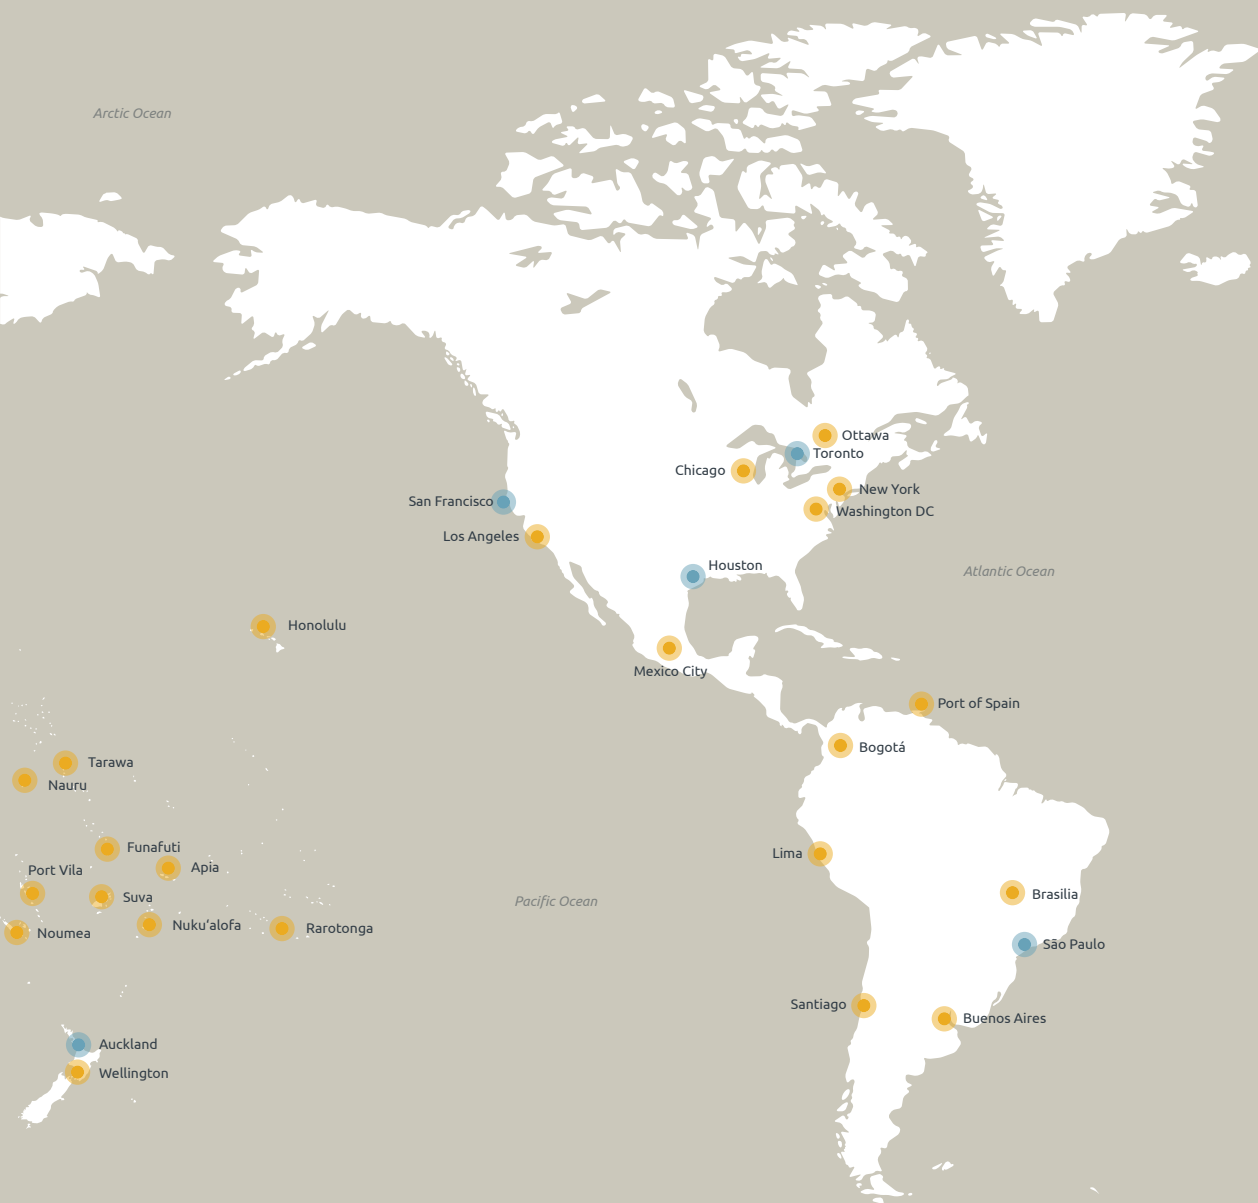 Arctic Ocean
Ottawa
Toronto
Chicago
New York
San Francisco
Washington DC
Los Angeles
Houston
Atlantic Ocean
Honolulu
Mexico City
Port of Spain
Bogotá
Tarawa
Nauru
Funafuti
Lima
Apia
Port Vila
Brasilia
Suva
Pacific Ocean
Nuku‘alofa
Rarotonga
Noumea
São Paulo
Santiago
Buenos Aires
Auckland
Wellington